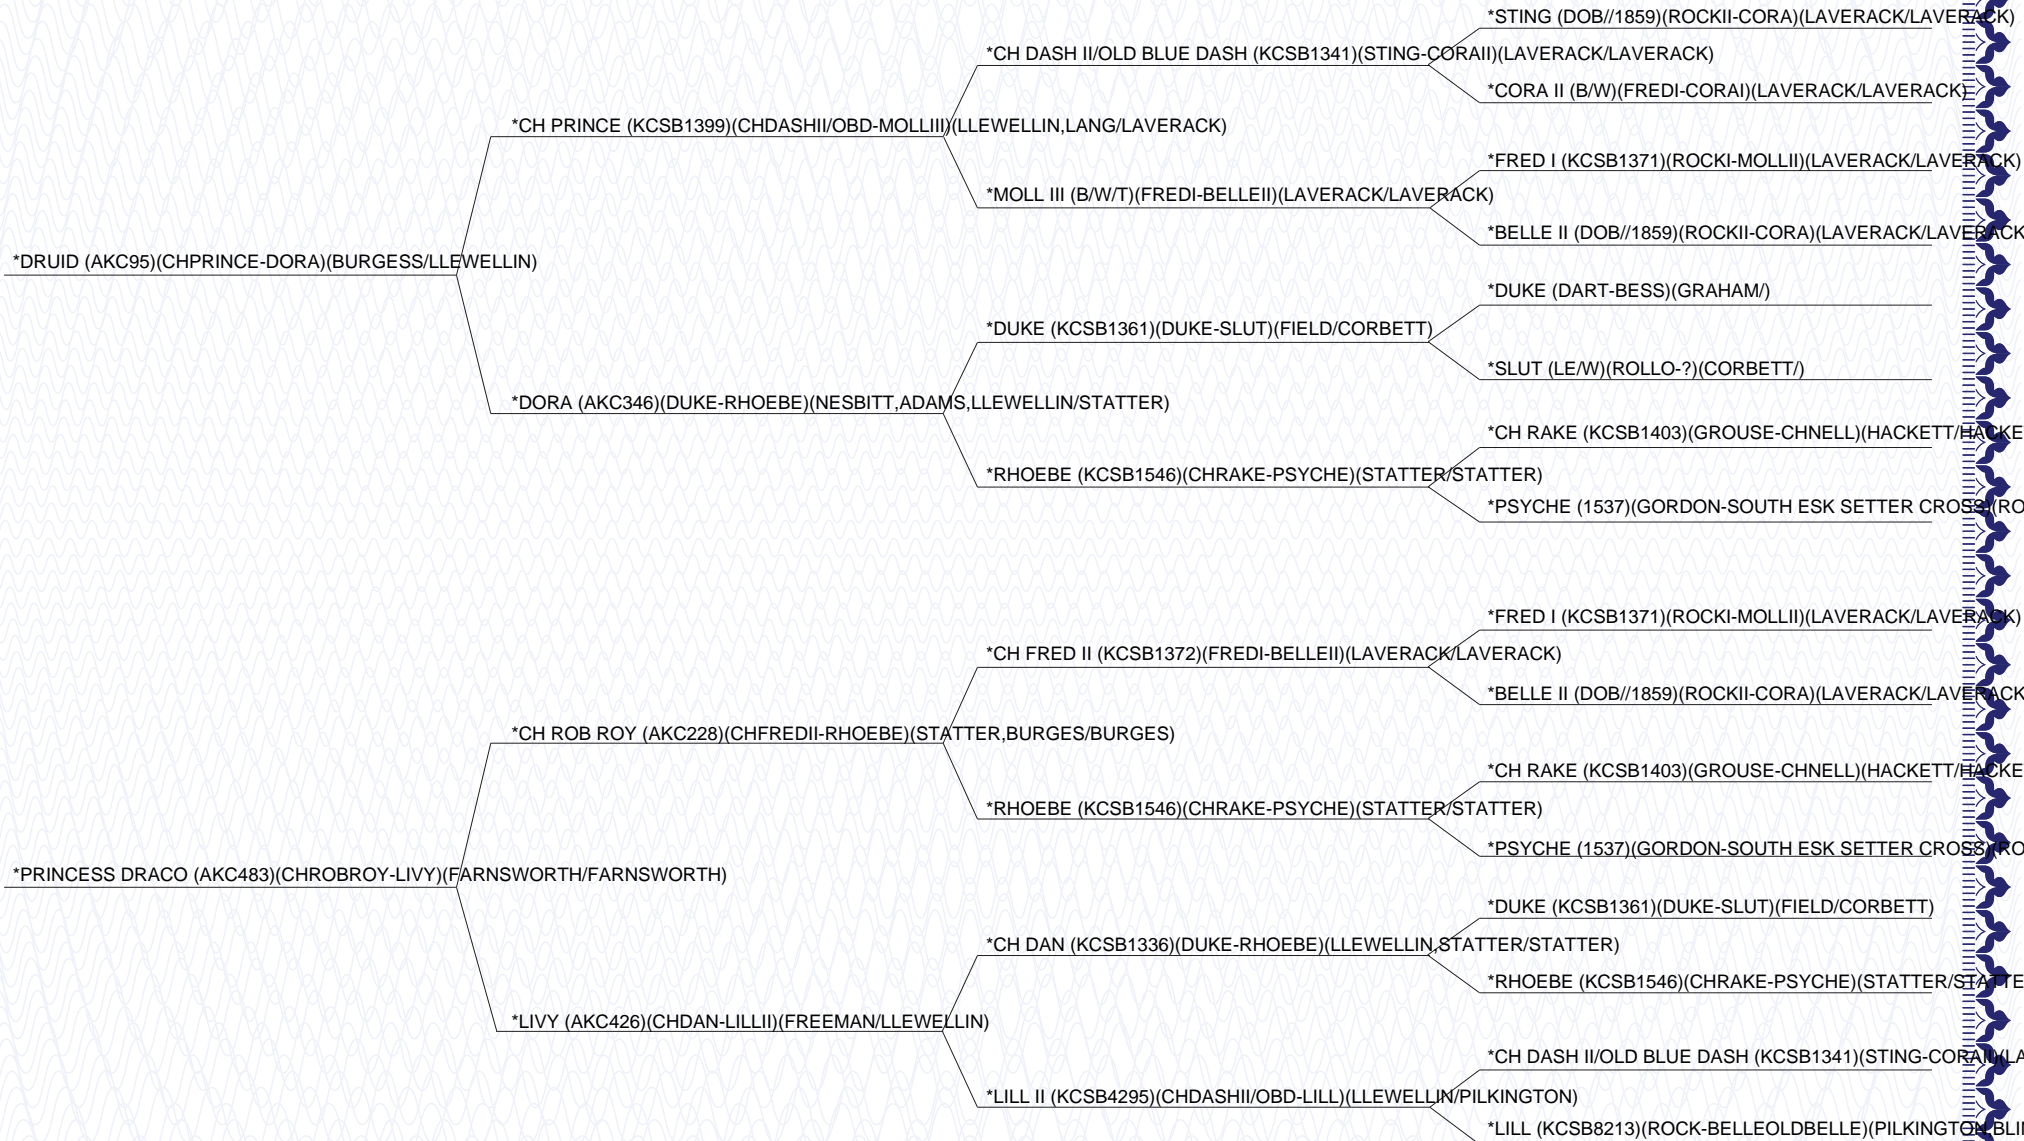 *STING (DOB//1859)(ROCKII-CORA)(LAVERACK/LAVERACK)
*CH DASH II/OLD BLUE DASH (KCSB1341)(STING-CORAII)(LAVERACK/LAVERACK)
*CORA II (B/W)(FREDI-CORAI)(LAVERACK/LAVERACK)
*CH PRINCE (KCSB1399)(CHDASHII/OBD-MOLLIII)(LLEWELLIN,LANG/LAVERACK)
*FRED I (KCSB1371)(ROCKI-MOLLII)(LAVERACK/LAVERACK)
*MOLL III (B/W/T)(FREDI-BELLEII)(LAVERACK/LAVERACK)
*BELLE II (DOB//1859)(ROCKII-CORA)(LAVERACK/LAVERACK
*DRUID (AKC95)(CHPRINCE-DORA)(BURGESS/LLEWELLIN)
*DUKE (DART-BESS)(GRAHAM/)
*DUKE (KCSB1361)(DUKE-SLUT)(FIELD/CORBETT)
*SLUT (LE/W)(ROLLO-?)(CORBETT/)
*DORA (AKC346)(DUKE-RHOEBE)(NESBITT,ADAMS,LLEWELLIN/STATTER)
*CH RAKE (KCSB1403)(GROUSE-CHNELL)(HACKETT/HACKE
*RHOEBE (KCSB1546)(CHRAKE-PSYCHE)(STATTER/STATTER)
*PSYCHE (1537)(GORDON-SOUTH ESK SETTER CROSS)(RO
*FRED I (KCSB1371)(ROCKI-MOLLII)(LAVERACK/LAVERACK)
*CH FRED II (KCSB1372)(FREDI-BELLEII)(LAVERACK/LAVERACK)
*BELLE II (DOB//1859)(ROCKII-CORA)(LAVERACK/LAVERACK
*CH ROB ROY (AKC228)(CHFREDII-RHOEBE)(STATTER,BURGES/BURGES)
*CH RAKE (KCSB1403)(GROUSE-CHNELL)(HACKETT/HACKE
*RHOEBE (KCSB1546)(CHRAKE-PSYCHE)(STATTER/STATTER)
*PSYCHE (1537)(GORDON-SOUTH ESK SETTER CROSS)(RO
*PRINCESS DRACO (AKC483)(CHROBROY-LIVY)(FARNSWORTH/FARNSWORTH)
*DUKE (KCSB1361)(DUKE-SLUT)(FIELD/CORBETT)
*CH DAN (KCSB1336)(DUKE-RHOEBE)(LLEWELLIN,STATTER/STATTER)
*RHOEBE (KCSB1546)(CHRAKE-PSYCHE)(STATTER/STATTE
*LIVY (AKC426)(CHDAN-LILLII)(FREEMAN/LLEWELLIN)
*CH DASH II/OLD BLUE DASH (KCSB1341)(STING-CORAII)(LA
*LILL II (KCSB4295)(CHDASHII/OBD-LILL)(LLEWELLIN/PILKINGTON)
*LILL (KCSB8213)(ROCK-BELLEOLDBELLE)(PILKINGTON,BLI